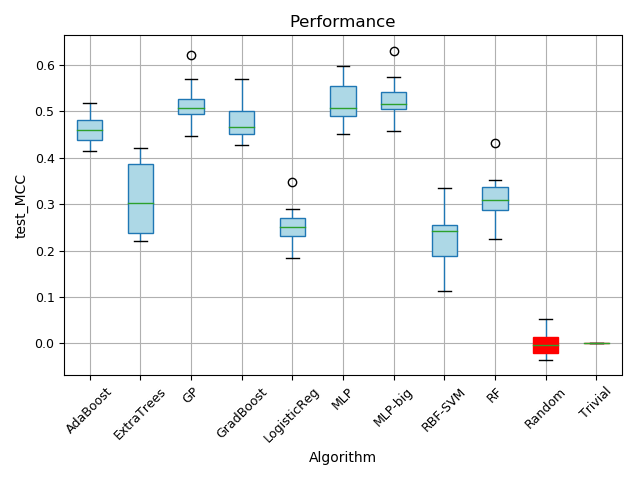 Performance
test_MCC
0.6
0.5
0.4
0.3
0.2
0.1
0.0
AdaBoost
ExtraTrees
GP
GradBoost
LogisticReg
MLP
MLP-big
RBF-SVM
RF
Random
Trivial
Algorithm